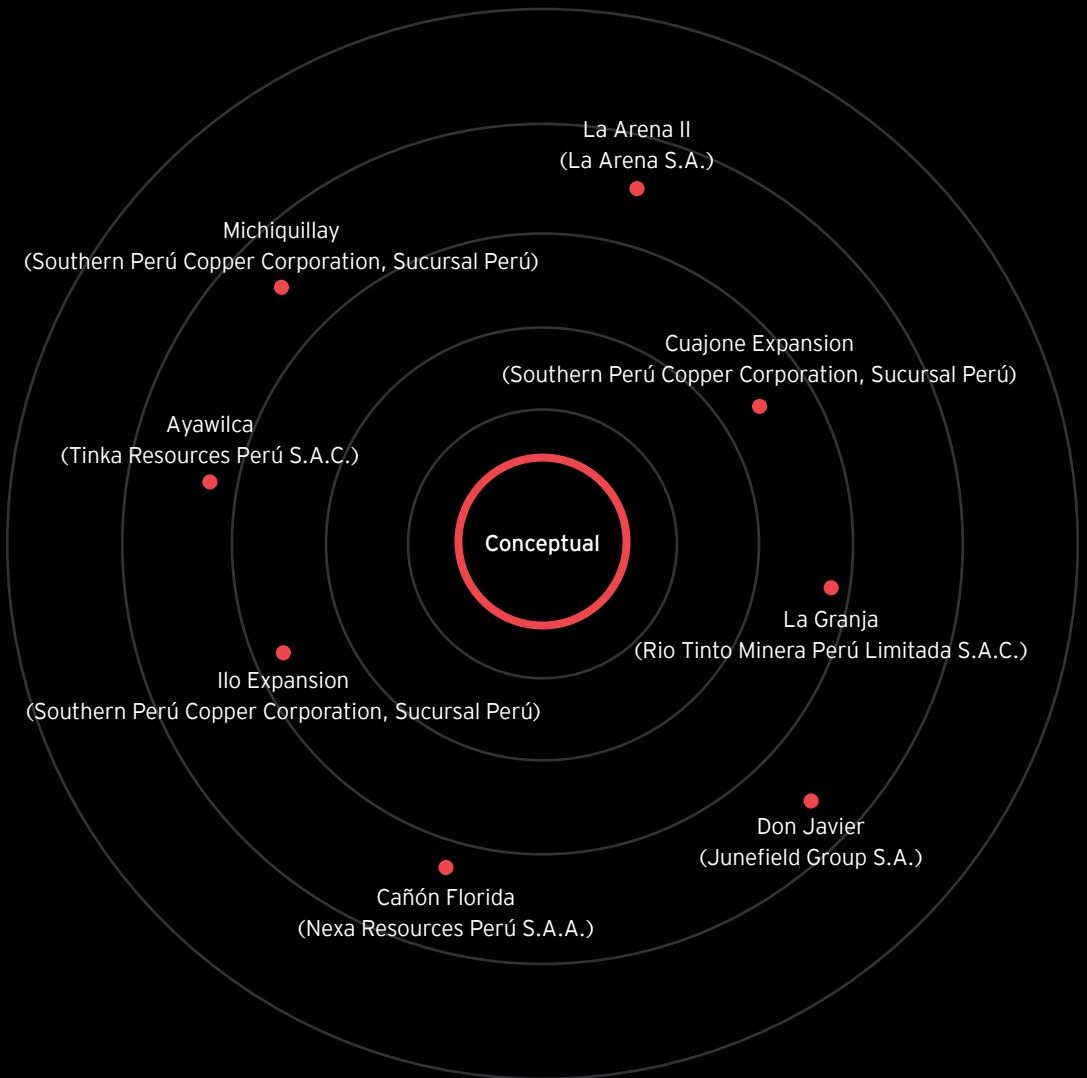 La Arena II
(La Arena S.A.)
Michiquillay
(Southern Perú Copper Corporation, Sucursal Perú)
Cuajone Expansion
(Southern Perú Copper Corporation, Sucursal Perú)
Ayawilca
(Tinka Resources Perú S.A.C.)
Conceptual
La Granja
(Rio Tinto Minera Perú Limitada S.A.C.)
Ilo Expansion
(Southern Perú Copper Corporation, Sucursal Perú)
Don Javier
(Junefield Group S.A.)
Cañón Florida
(Nexa Resources Perú S.A.A.)